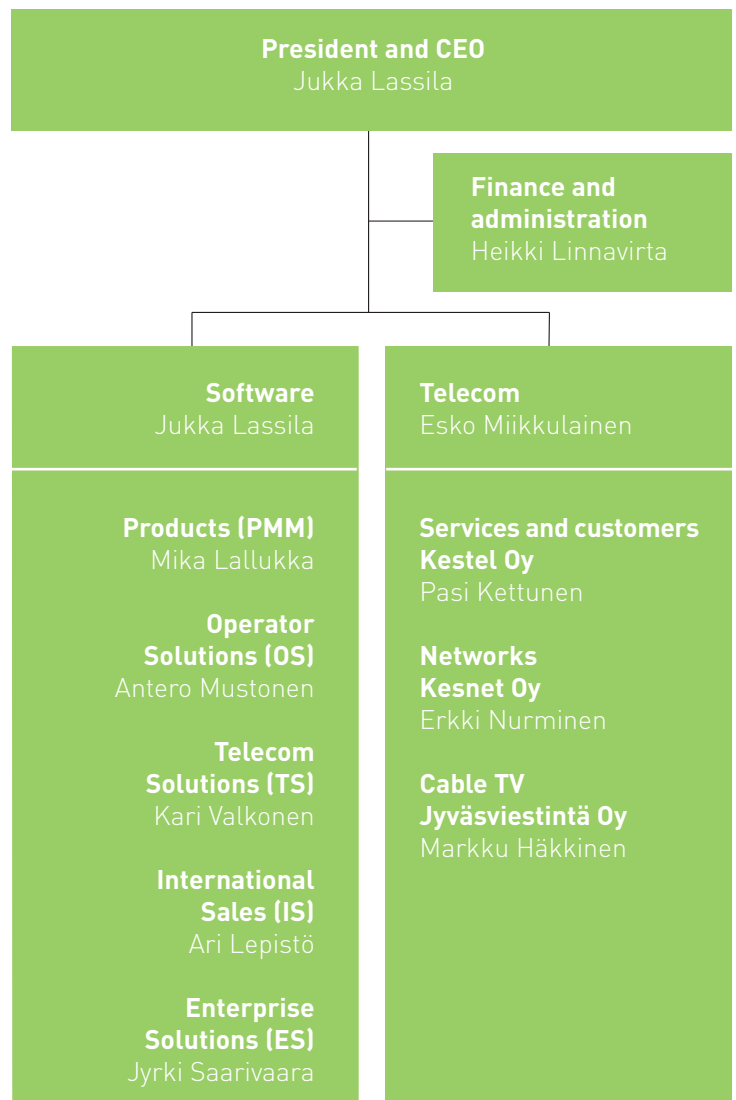 President and CEO
Jukka Lassila
Finance and
administration
Heikki Linnavirta
Software
Jukka Lassila
Products (PMM)
Mika Lallukka
Operator
Solutions (OS)
Antero Mustonen
Telecom
Solutions (TS)
Kari Valkonen
International
Sales (IS)
Ari Lepistö
Enterprise
Solutions (ES)
Jyrki Saarivaara
Telecom
Esko Miikkulainen
Services and customers
Kestel Oy
Pasi Kettunen
Networks
Kesnet Oy
Erkki Nurminen
Cable TV
Jyväsviestintä Oy
Markku Häkkinen